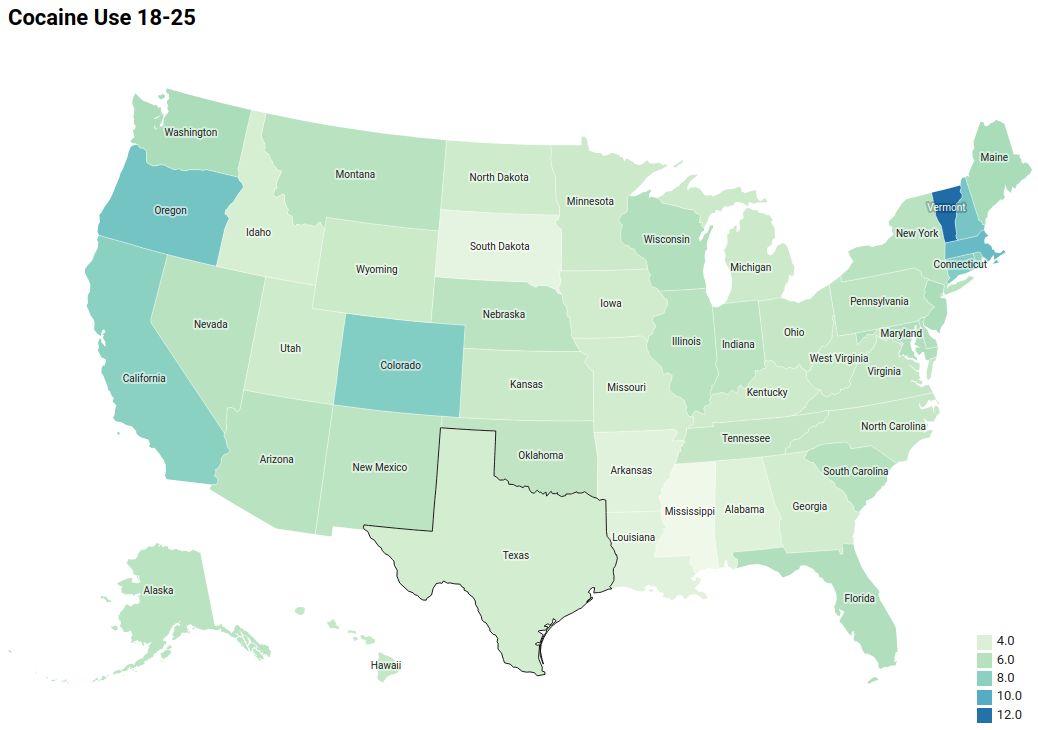 Cocaine Use 18-25
Washington
Maine
Montana
North Dakota
Minnesota
Oregon
Vermont
Idaho
New York
Wisconsin
South Dakota
Connecticut
Wyoming
Michigan
Pennsylvania
Iowa
Nebraska
Nevada
Ohio
Maryland
Illinois
Indiana
Utah
West Virginia
Colorado
Virginia
California
Kansas
Missouri
Kentucky
North Carolina
Tennessee
Oklahoma
Arizona
New Mexico
Arkansas
South Carolina
Georgia
Mississippi
Alabama
Louisiana
Texas
Alaska
Florida
Hawaii
4.0
6.0
8.0
10.0
12.0